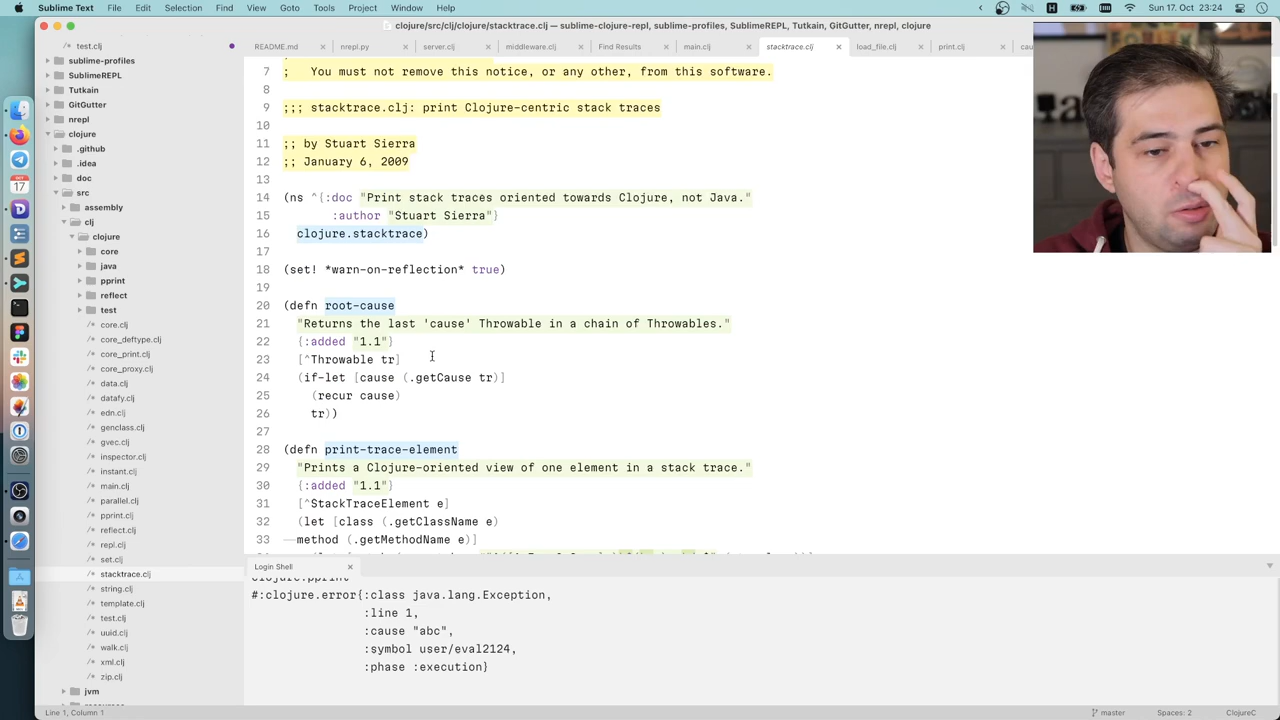 Sublime Text File Edit Selection Find View Goto Tools Project Window Help
Sun, 17 Oct, 23:24
clojure/src/clj/clojure/stacktrace.clj — sublime-clojure-repl, sublime-profiles, SublimeREPL, Tutkain, GitGutter, nrepl, clojure
README.md nrepl.py server.clj middleware.clj Find Results main.clj stacktrace.clj load_file.clj print.clj
test.clj
sublime-profiles
SublimeREPL
Tutkain
GitGutter
nrepl
clojure
.github
.idea
doc
src
assembly
clj
clojure
core
java
pprint
reflect
test
core.clj
core_deftype.clj
core_print.clj
core_proxy.clj
data.clj
datafy.clj
edn.clj
genclass.clj
gvec.clj
inspector.clj
instant.clj
main.clj
parallel.clj
pprint.clj
reflect.clj
repl.clj
set.clj
stacktrace.clj
string.clj
template.clj
test.clj
uuid.clj
walk.clj
xml.clj
zip.clj
jvm
resources
7 ;   You must not remove this notice, or any other, from this software.
8
9 ;;; stacktrace.clj: print Clojure-centric stack traces
10
11 ;; by Stuart Sierra
12 ;; January 6, 2009
13
14 (ns ^{:doc "Print stack traces oriented towards Clojure, not Java."
15        :author "Stuart Sierra"}
16   clojure.stacktrace)
17
18 (set! *warn-on-reflection* true)
19
20 (defn root-cause
21   "Returns the last 'cause' Throwable in a chain of Throwables."
22   {:added "1.1"}
23   [^Throwable tr]
24   (if-let [cause (.getCause tr)]
25     (recur cause)
26     tr))
27
28 (defn print-trace-element
29   "Prints a Clojure-oriented view of one element in a stack trace."
30   {:added "1.1"}
31   [^StackTraceElement e]
32   (let [class (.getClassName e)
33 method (.getMethodName e)]
Login Shell
clojure.pprint
#:clojure.error{:class java.lang.Exception,
:line 1,
:cause "abc",
:symbol user/eval2124,
:phase :execution}
Line 1, Column 1
master
Spaces: 2
ClojureC